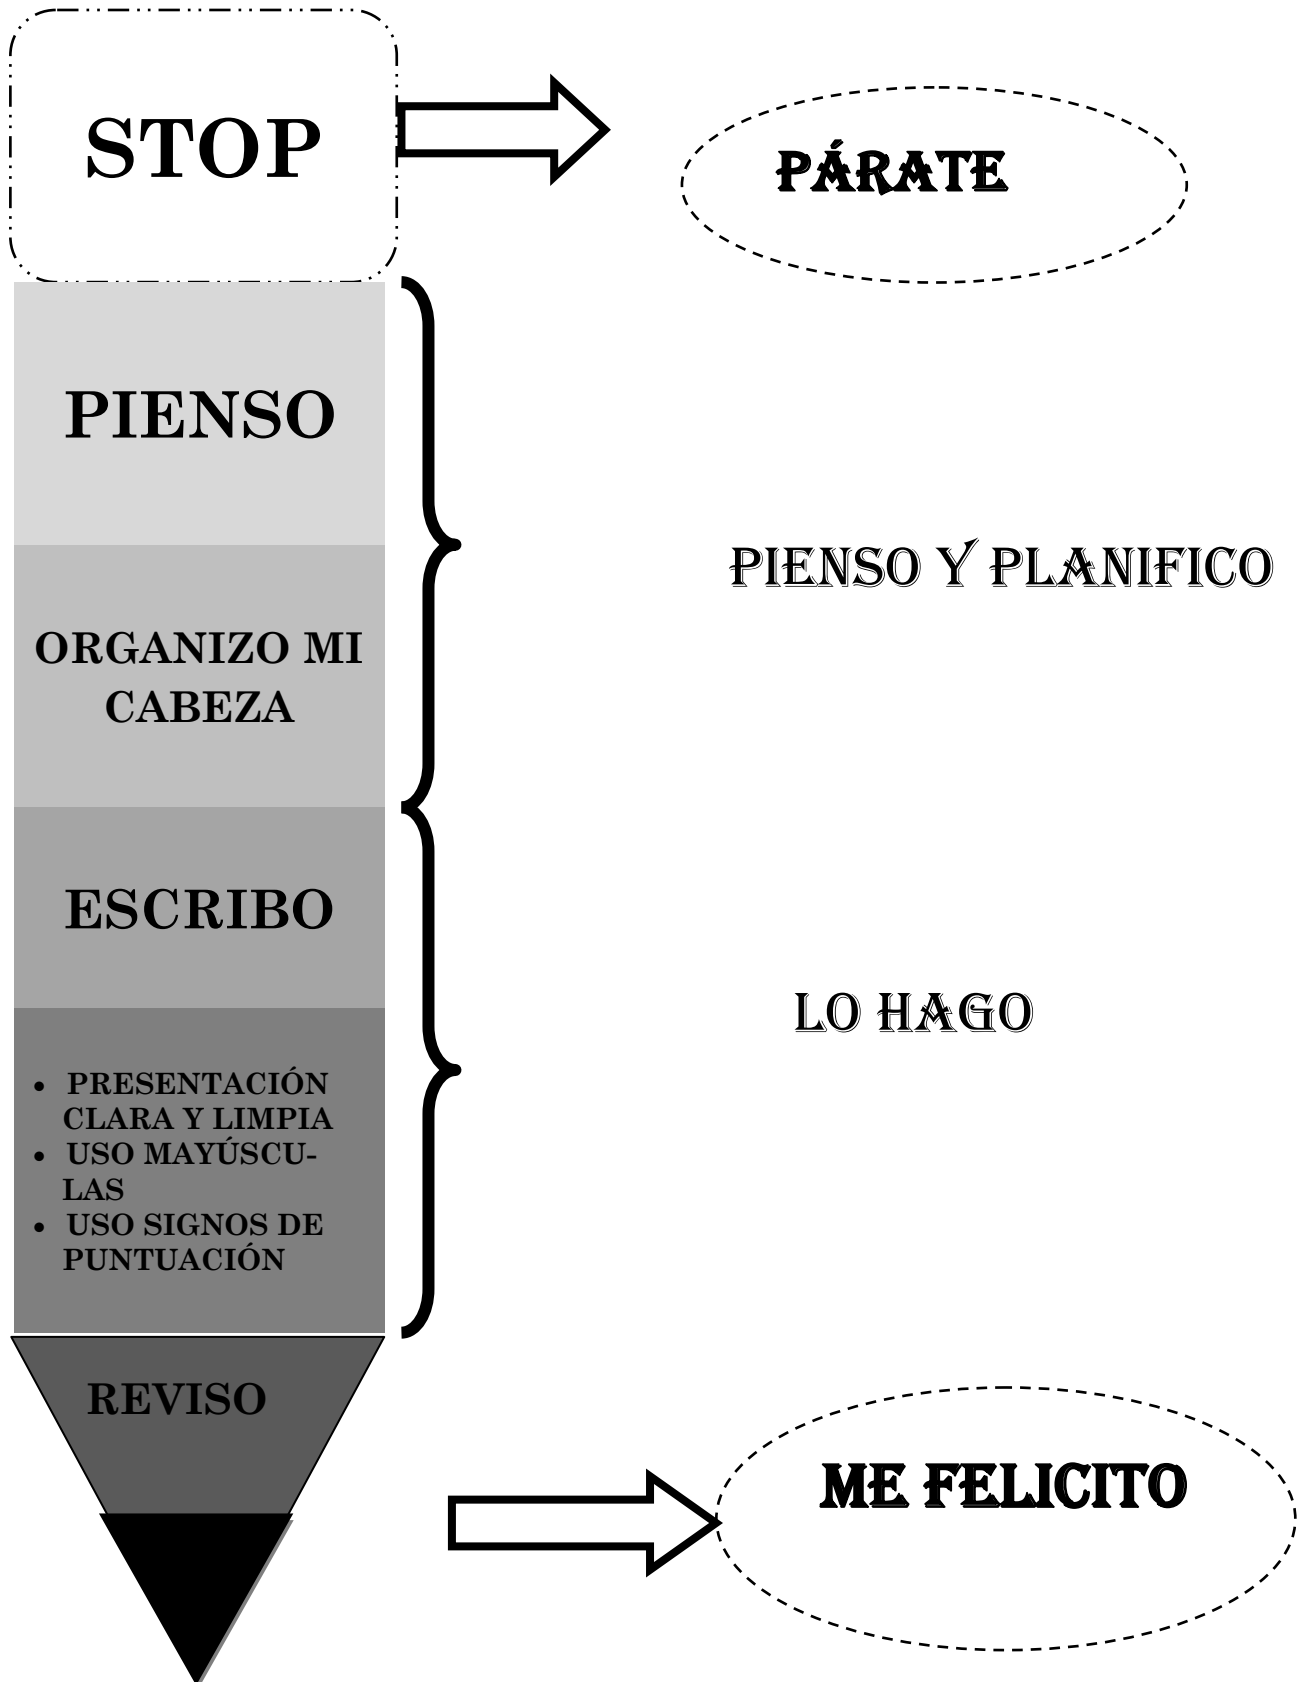 STOP
PÁRATE
PIENSO
PIENSO Y PLANIFICO
ORGANIZO MI
CABEZA
ESCRIBO
LO HAGO
• PRESENTACIÓN
CLARA Y LIMPIA
• USO MAYÚSCU-
LAS
• USO SIGNOS DE
PUNTUACIÓN
REVISO
ME FELICITO